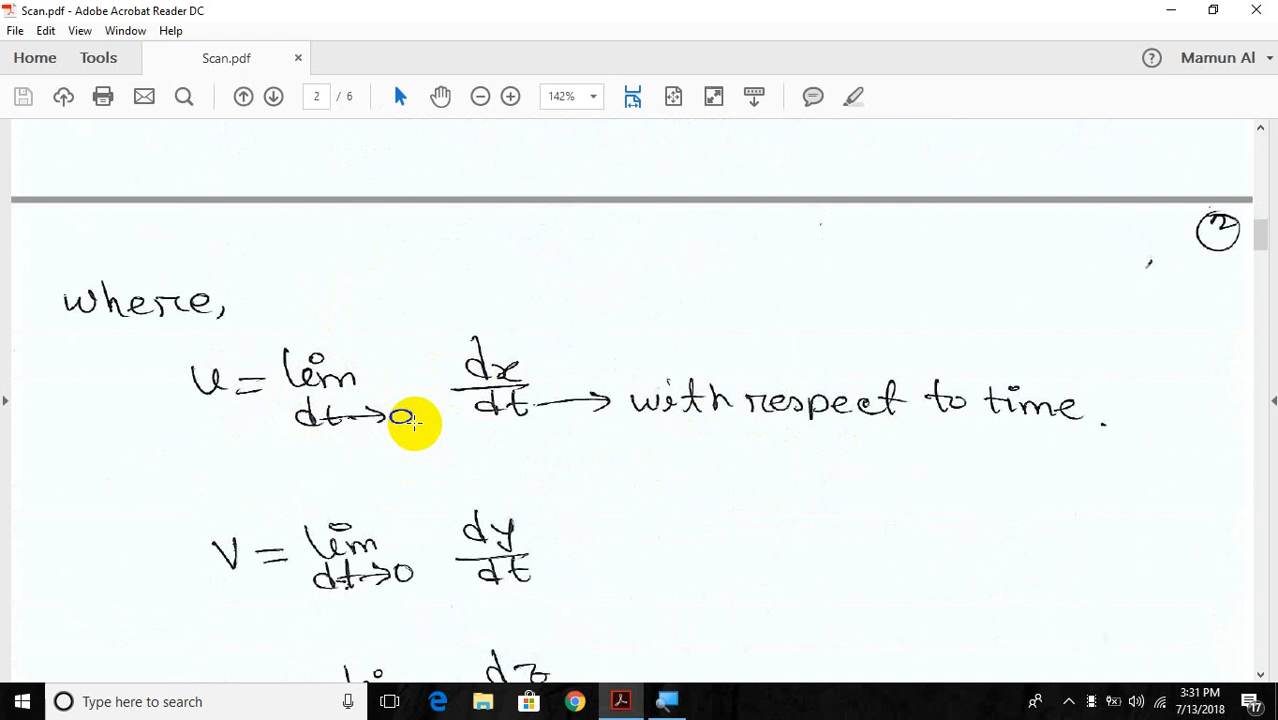 Scan.pdf - Adobe Acrobat Reader DC
File Edit View Window Help
Home Tools Scan.pdf × Mamun Al
2 / 6 142%
2
where,
u = lim dt→0 dx/dt → with respect to time.
v = lim dt→0 dy/dt
dz
Type here to search
3:31 PM
7/13/2018
17